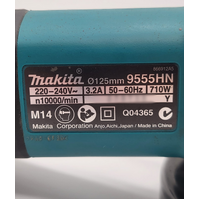 makita Ø125mm 9555HN
220-240V~ 3.2A 50-60Hz 710W
n10000/min Y
M14 Q04365
Makita Corporation Anjo, Aichi Japan / Made in